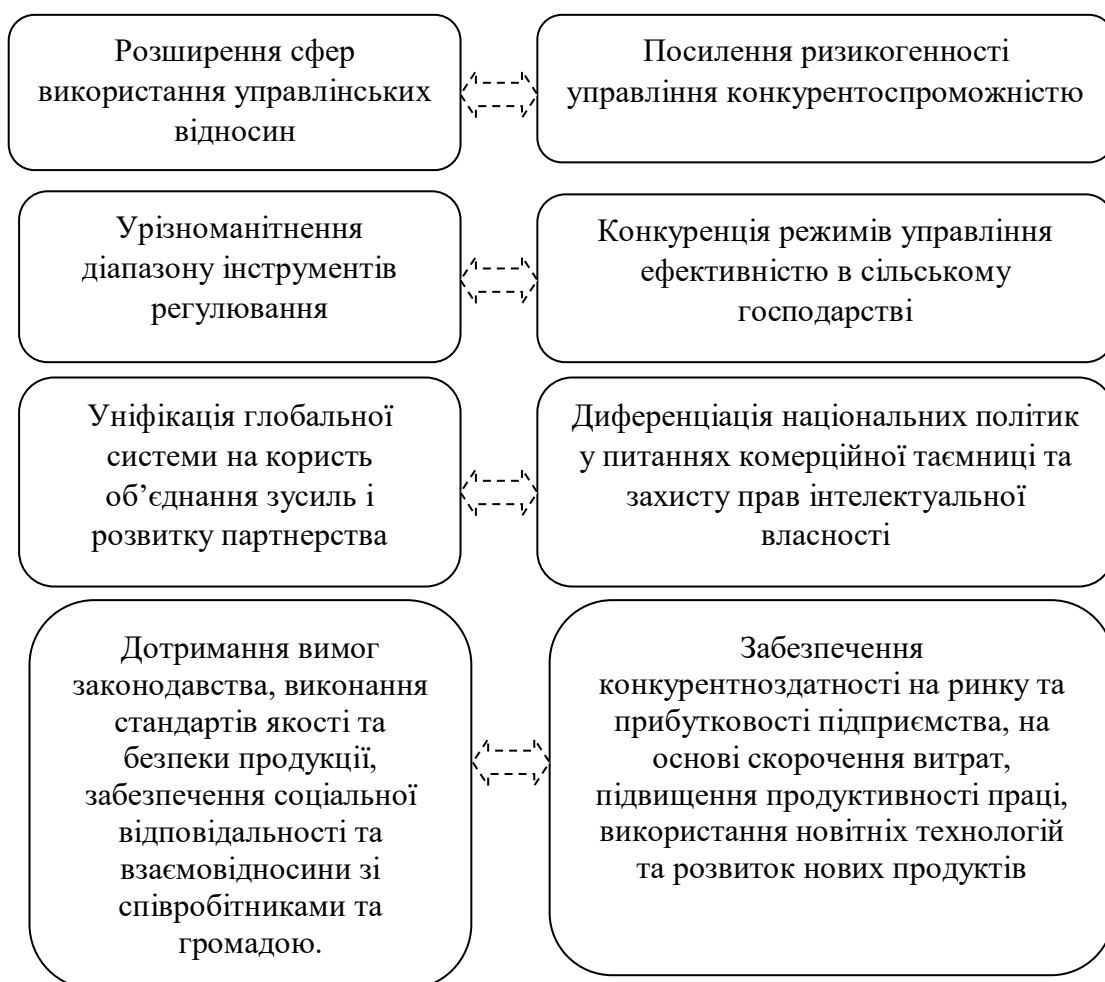 Розширення сфер
використання управлінських
відносин
Посилення ризикогенності
управління конкурентоспроможністю
Урізноманітнення
діапазону інструментів
регулювання
Конкуренція режимів управління
ефективністю в сільському
господарстві
Уніфікація глобальної
системи на користь
об’єднання зусиль і
розвитку партнерства
Диференціація національних політик
у питаннях комерційної таємниці та
захисту прав інтелектуальної
власності
Дотримання вимог
законодавства, виконання
стандартів якості та
безпеки продукції,
забезпечення соціальної
відповідальності та
взаємовідносини зі
співробітниками та
громадою.
Забезпечення
конкурентноздатності на ринку та
прибутковості підприємства, на
основі скорочення витрат,
підвищення продуктивності праці,
використання новітніх технологій
та розвиток нових продуктів